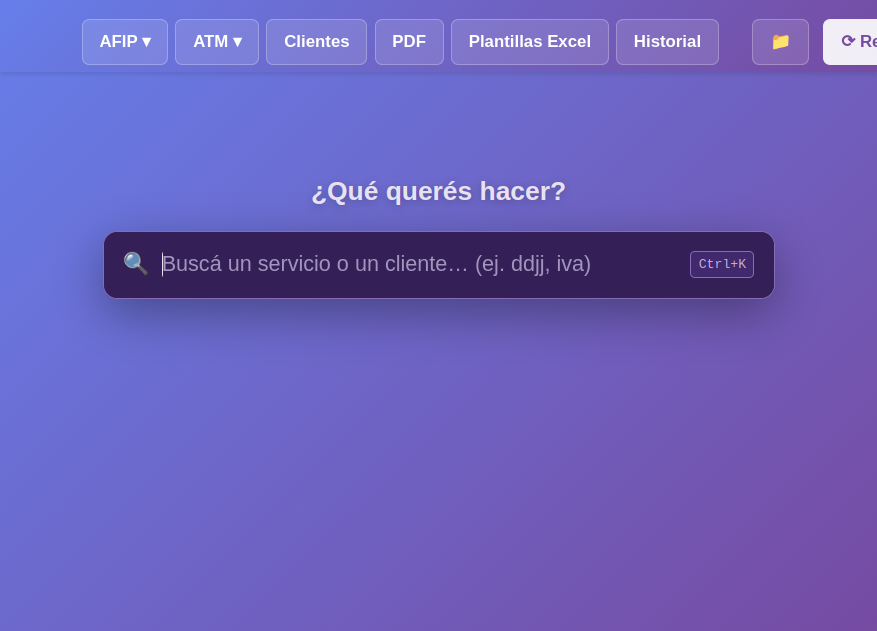 AFIP ▾ ATM ▾ Clientes PDF Plantillas Excel Historial ⟳ Re
¿Qué querés hacer?
Buscá un servicio o un cliente… (ej. ddjj, iva) Ctrl+K